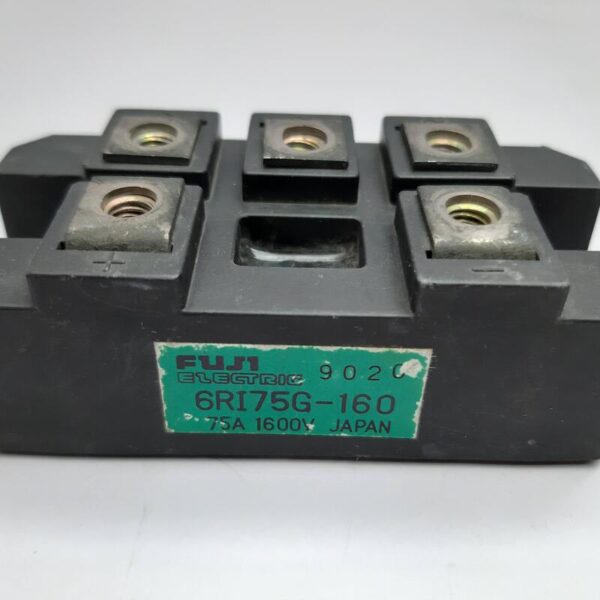 + −
FUJI
ELECTRIC 9020
6RI75G-160
75A 1600V JAPAN